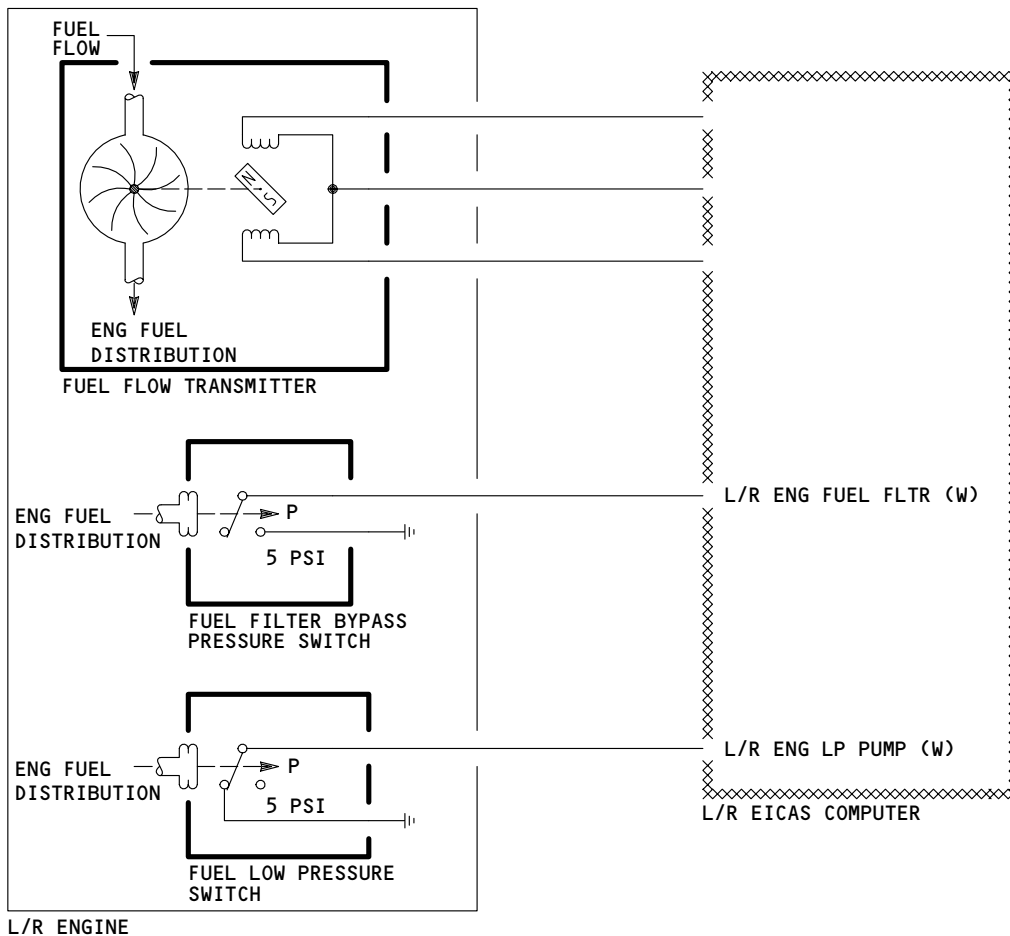 FUEL
FLOW
N
S
ENG FUEL
DISTRIBUTION
FUEL FLOW TRANSMITTER
L/R ENG FUEL FLTR (W)
P
ENG FUEL
DISTRIBUTION
5 PSI
FUEL FILTER BYPASS
PRESSURE SWITCH
L/R ENG LP PUMP (W)
P
ENG FUEL
DISTRIBUTION
5 PSI
L/R EICAS COMPUTER
FUEL LOW PRESSURE
SWITCH
L/R ENGINE